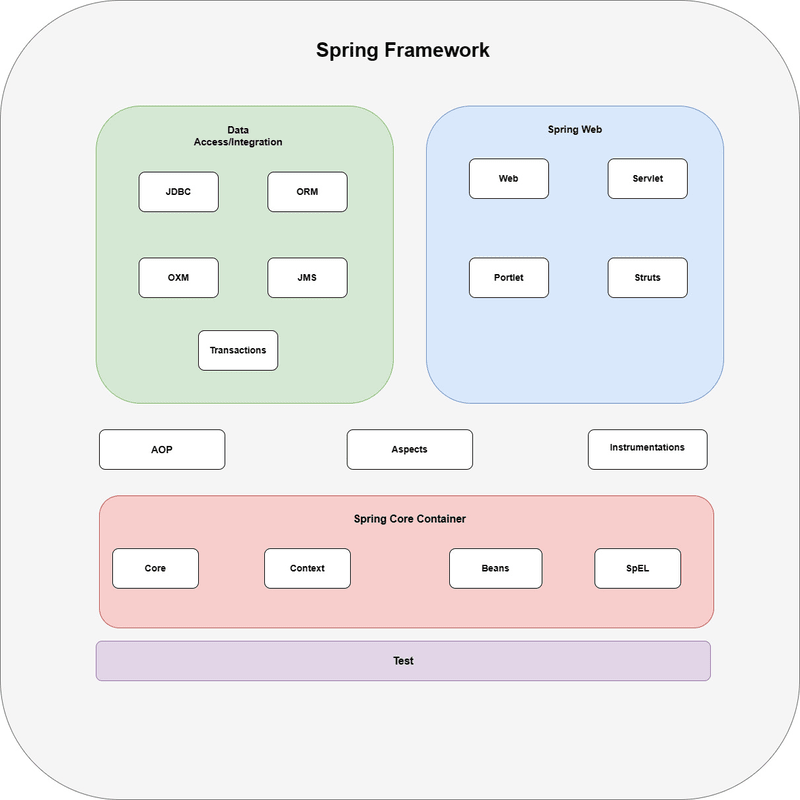 Spring Framework
Data
Access/Integration
JDBC
ORM
OXM
JMS
Transactions
Spring Web
Web
Servlet
Portlet
Struts
AOP
Aspects
Instrumentations
Spring Core Container
Core
Context
Beans
SpEL
Test